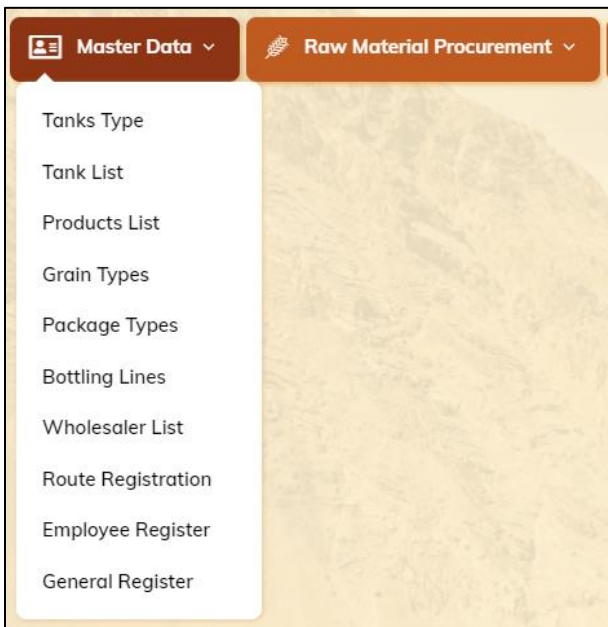 Master Data
Raw Material Procurement
Tanks Type
Tank List
Products List
Grain Types
Package Types
Bottling Lines
Wholesaler List
Route Registration
Employee Register
General Register